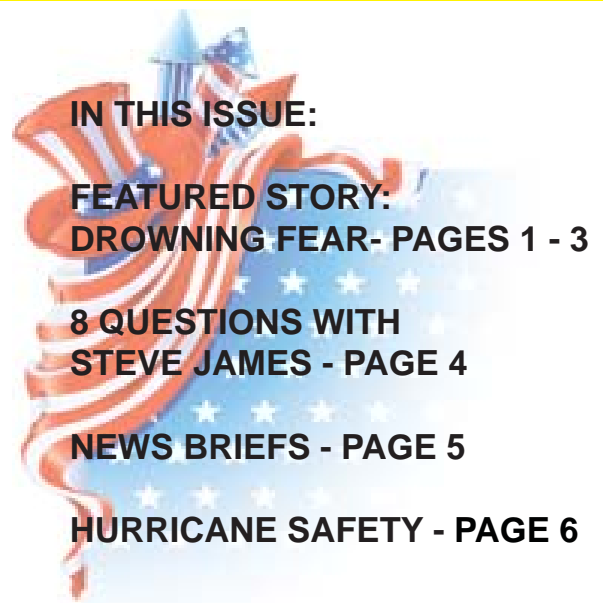 IN THIS ISSUE:
FEATURED STORY:
DROWNING FEAR- PAGES 1 - 3
8 QUESTIONS WITH
STEVE JAMES - PAGE 4
NEWS BRIEFS - PAGE 5
HURRICANE SAFETY - PAGE 6